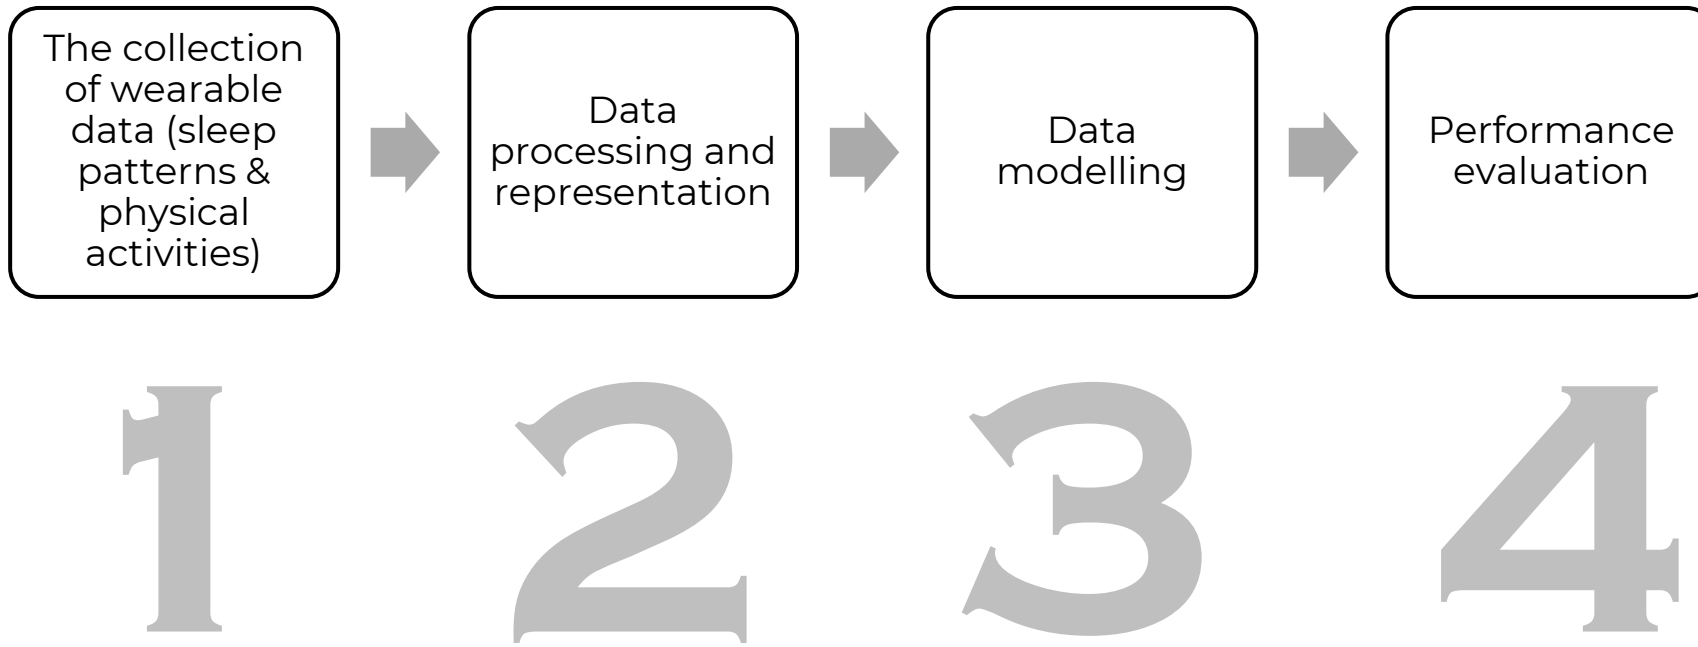 The collection
of wearable
data (sleep
patterns &
physical
activities)
Data
processing and
representation
Data
modelling
Performance
evaluation
1
2
3
4